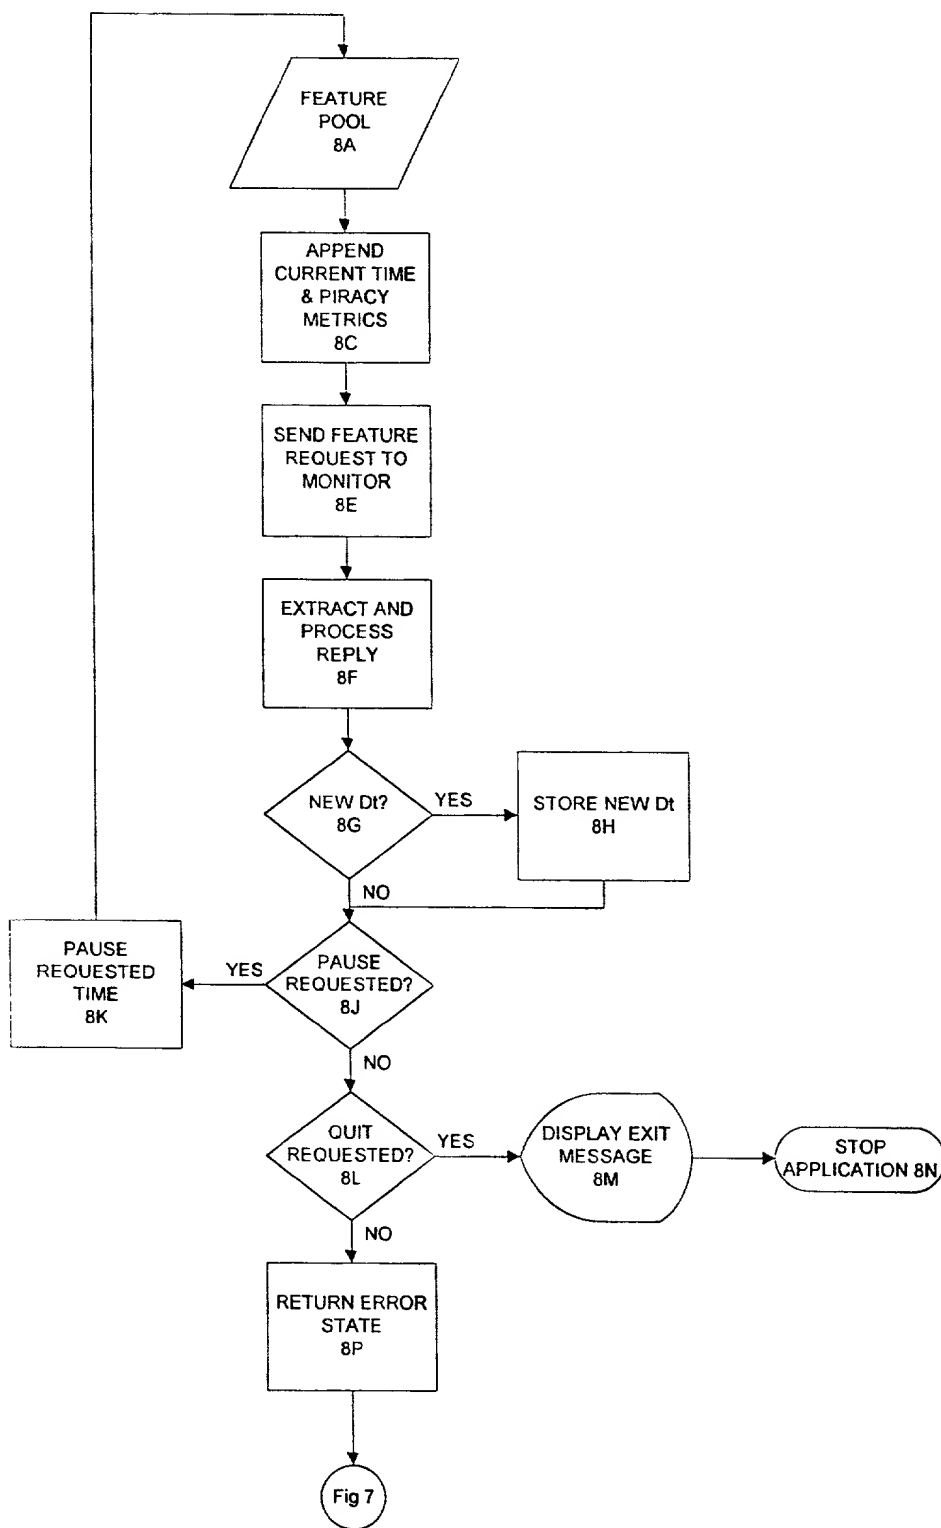 FEATURE
POOL
8A
APPEND
CURRENT TIME
& PIRACY
METRICS
8C
SEND FEATURE
REQUEST TO
MONITOR
8E
EXTRACT AND
PROCESS
REPLY
8F
NEW Dt?
8G
YES
STORE NEW Dt
8H
NO
PAUSE
REQUESTED?
8J
YES
PAUSE
REQUESTED
TIME
8K
NO
QUIT
REQUESTED?
8L
YES
DISPLAY EXIT
MESSAGE
8M
STOP
APPLICATION 8N
NO
RETURN ERROR
STATE
8P
Fig 7